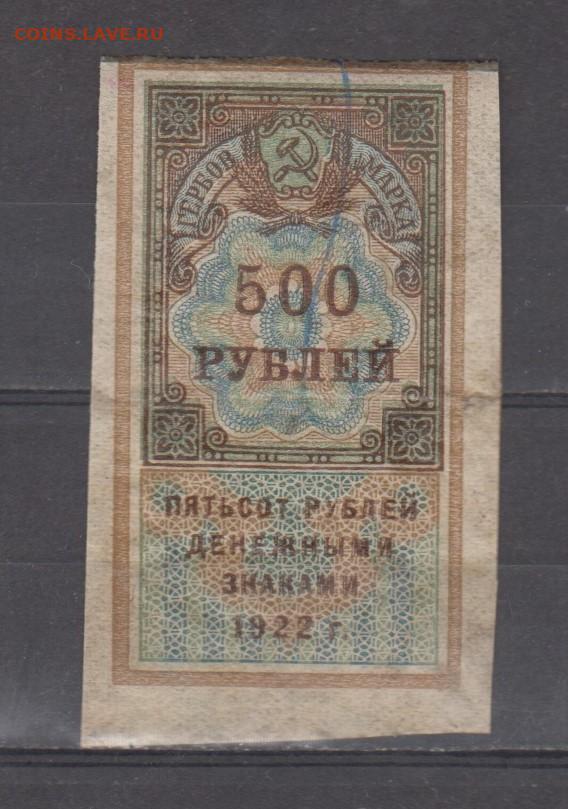 COINS.LAVE.RU
ГЕРБОВ. МАРКА
500
РУБЛЕЙ
ПЯТЬСОТ РУБЛЕЙ
ДЕНЕЖНЫМИ
ЗНАКАМИ
1922 г.